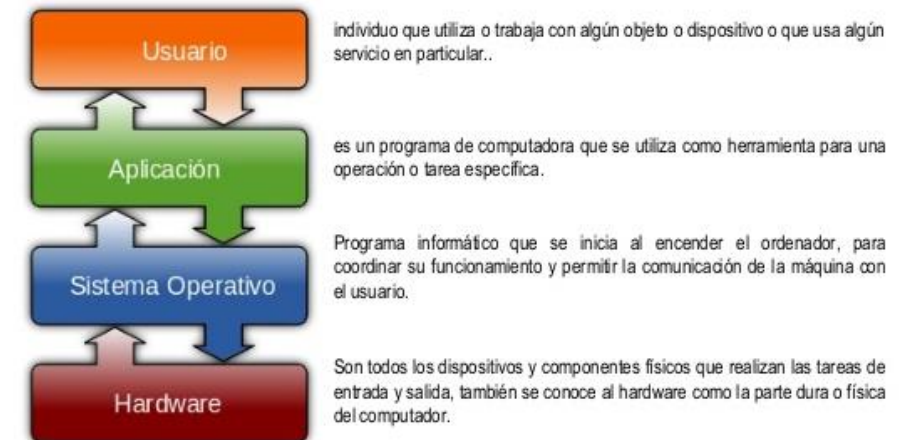 Usuario
individuo que utiliza o trabaja con algún objeto o dispositivo o que usa algún
servicio en particular..
Aplicación
es un programa de computadora que se utiliza como herramienta para una
operación o tarea específica.
Sistema Operativo
Programa informático que se inicia al encender el ordenador, para
coordinar su funcionamiento y permitir la comunicación de la máquina con
el usuario.
Hardware
Son todos los dispositivos y componentes físicos que realizan las tareas de
entrada y salida, también se conoce al hardware como la parte dura o física
del computador.